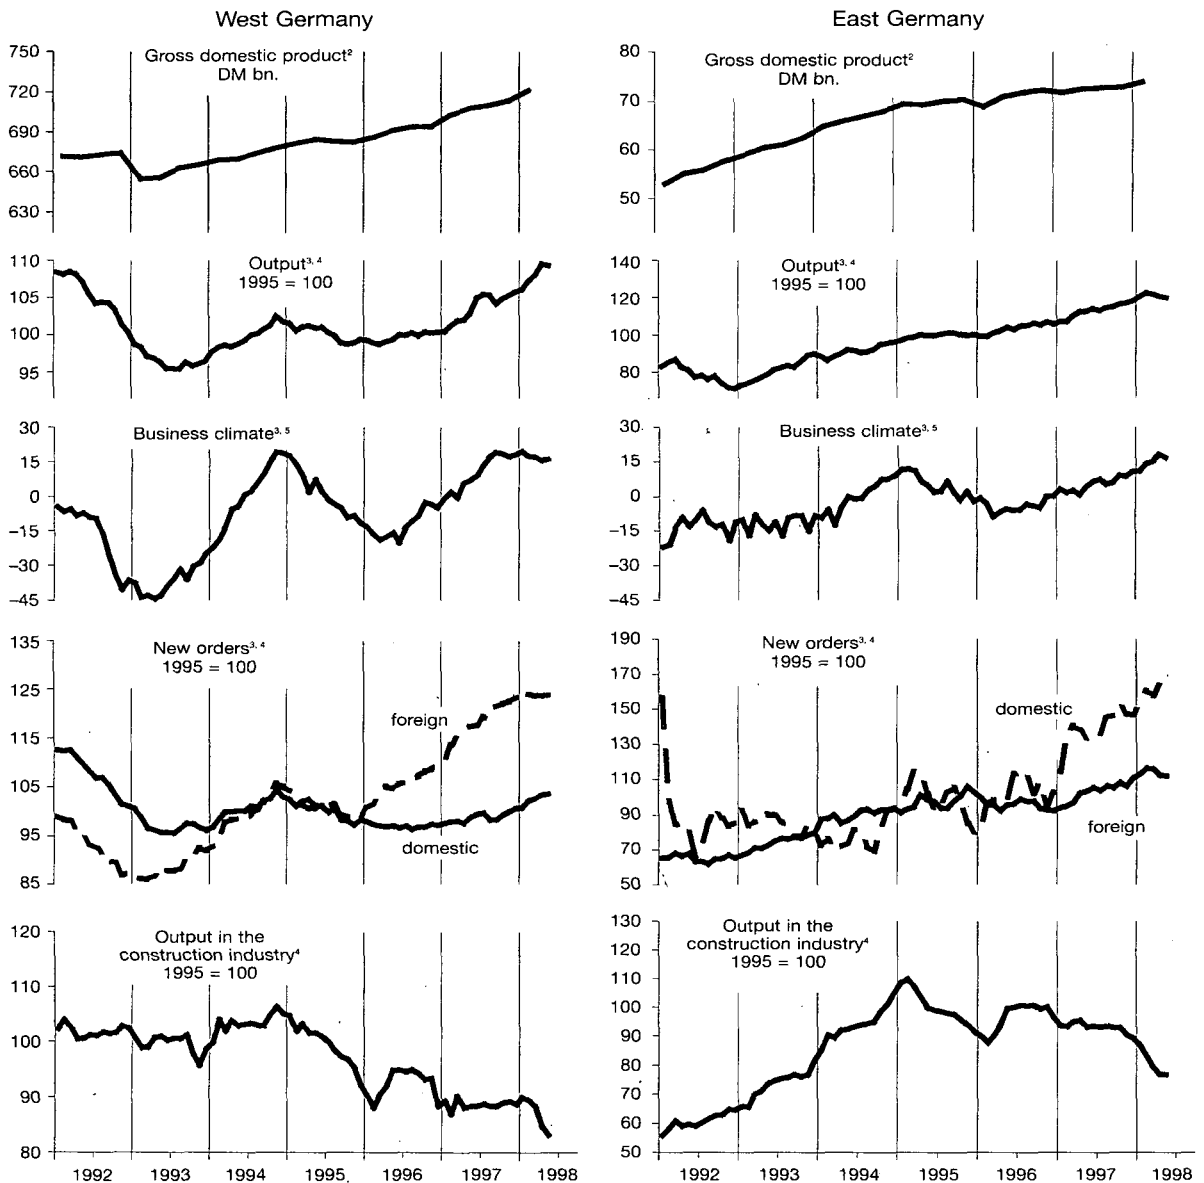 West Germany
750
720
690
660
630
Gross domestic product²
DM bn.
110
105
100
95
Output³,⁴
1995 = 100
30
15
0
–15
–30
–45
Business climate³,⁵
135
125
115
105
95
85
New orders³,⁴
1995 = 100
foreign
domestic
120
110
100
90
80
Output in the
construction industry⁴
1995 = 100
1992 1993 1994 1995 1996 1997 1998
East Germany
80
70
60
50
Gross domestic product²
DM bn.
140
120
100
80
Output³,⁴
1995 = 100
30
15
0
–15
–30
–45
Business climate³,⁵
190
170
150
130
110
90
70
50
New orders³,⁴
1995 = 100
domestic
foreign
130
120
110
100
90
80
70
60
50
Output in the
construction industry⁴
1995 = 100
1992 1993 1994 1995 1996 1997 1998